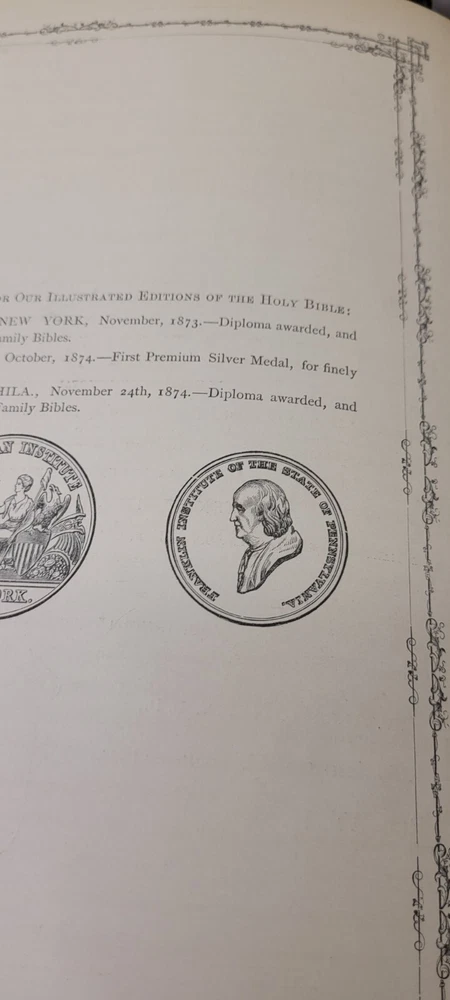 OR OUR ILLUSTRATED EDITIONS OF THE HOLY BIBLE:
NEW YORK, November, 1873.—Diploma awarded, and
amily Bibles.
October, 1874.—First Premium Silver Medal, for finely
HILA., November 24th, 1874.—Diploma awarded, and
Family Bibles.
AN INSTITUTE
ORK.
FRANKLIN INSTITUTE OF THE STATE OF PENNSYLVANIA.